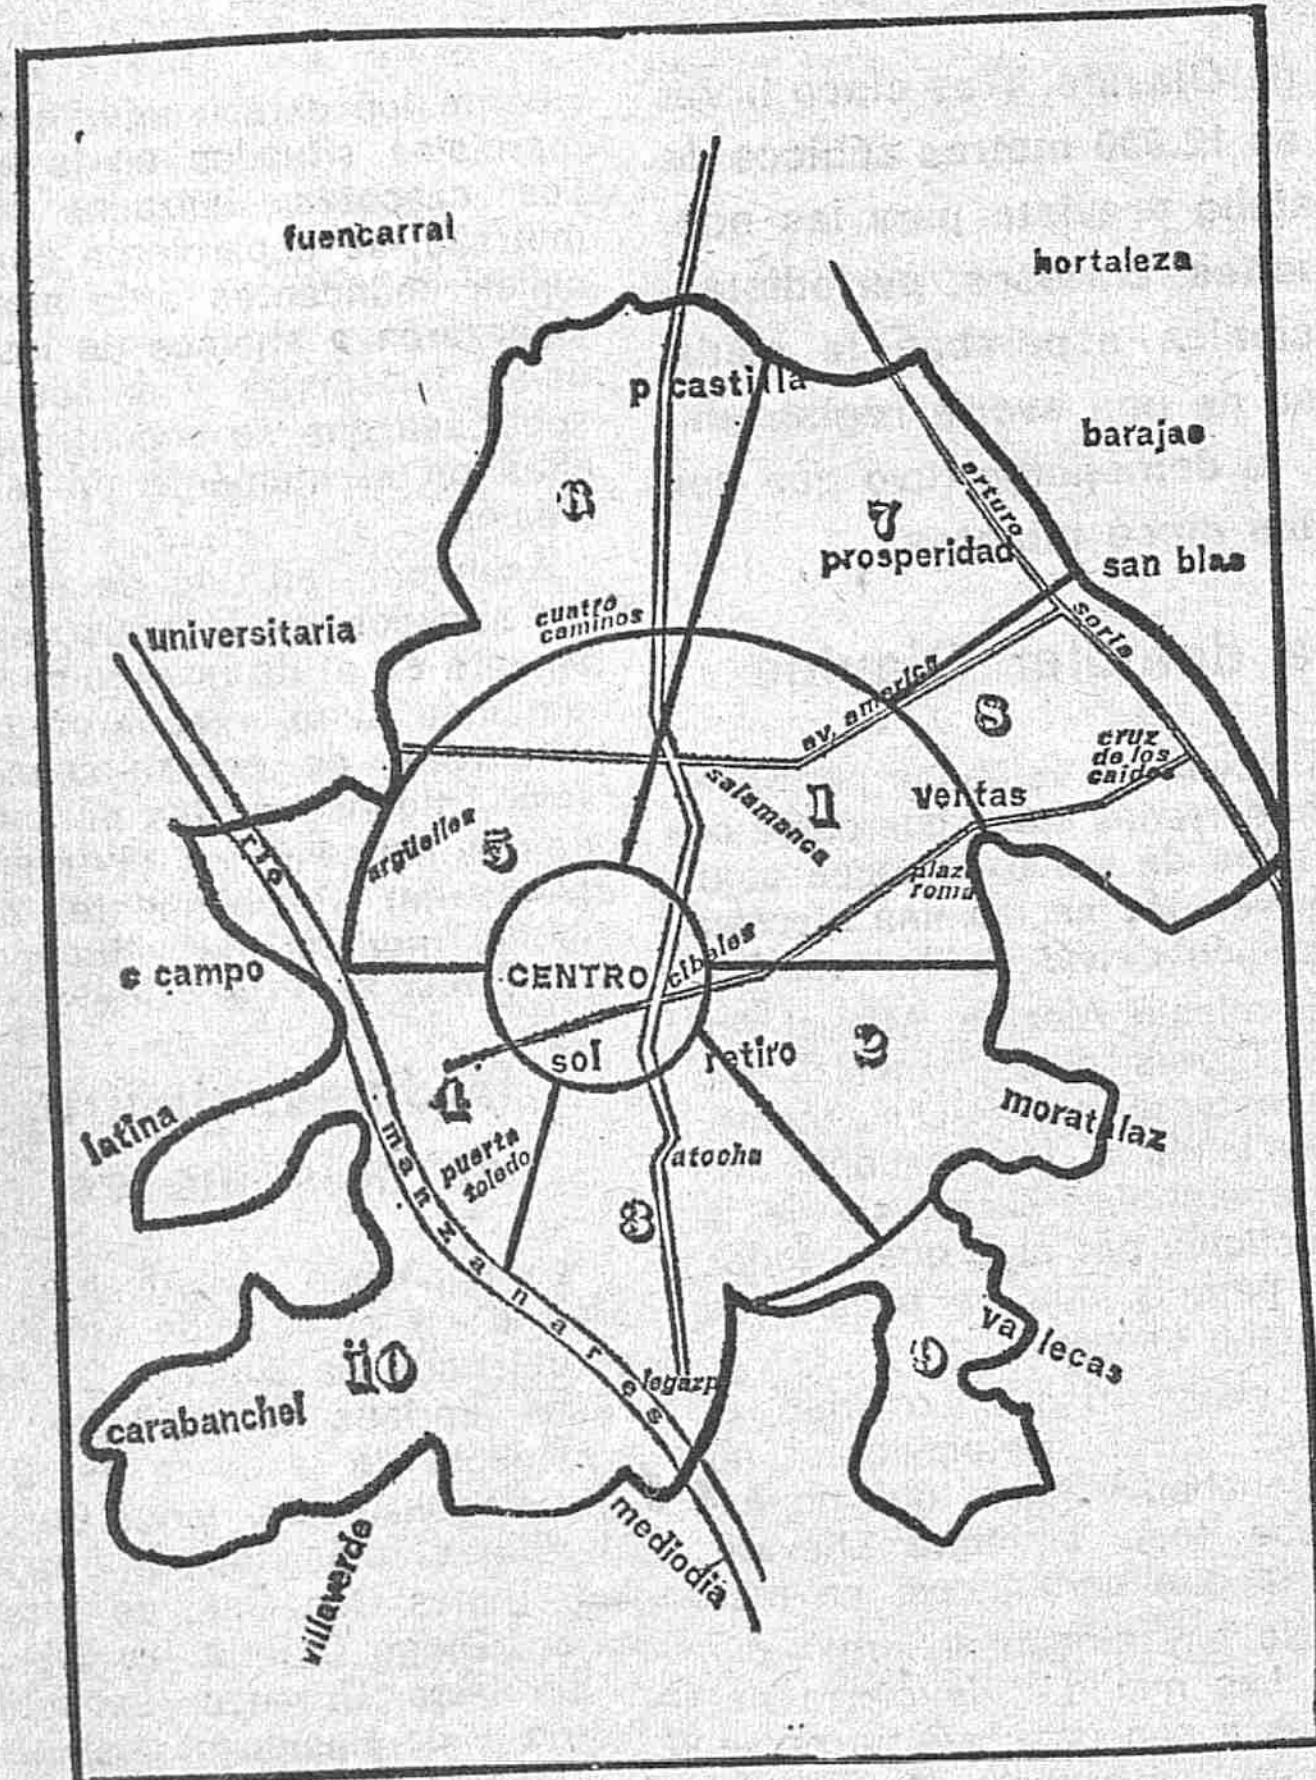 fuencarral
hortaleza
p castilla
barajas
6
arturo
7
prosperidad
san blas
cuatro
caminos
soria
universitaria
av. america
8
cruz
de los
caidos
salamanca
1
ventas
argüelles
5
rio
plaza
roma
cibeles
c campo
CENTRO
sol
retiro
2
4
moratalaz
latina
manzanares
puerta
toledo
atocha
3
vallecas
9
10
legazpi
carabanchel
villaverde
mediodia